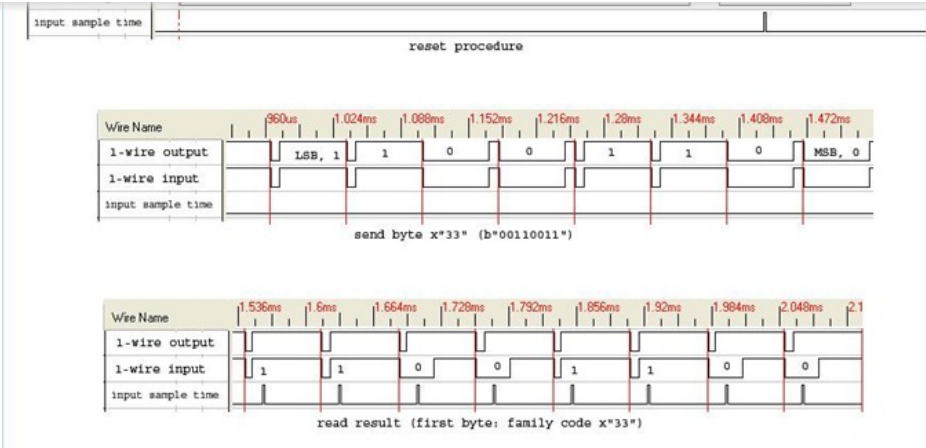 input sample time
reset procedure
Wire Name 960us 1.024ms 1.088ms 1.152ms 1.216ms 1.28ms 1.344ms 1.408ms 1.472ms
1-wire output LSB, 1 1 0 0 1 1 0 MSB, 0
1-wire input
input sample time
send byte x"33" (b"00110011")
Wire Name 1.536ms 1.6ms 1.664ms 1.728ms 1.792ms 1.856ms 1.92ms 1.984ms 2.048ms 2.1
1-wire output
1-wire input 1 1 0 0 1 1 0 0
input sample time
read result (first byte: family code x"33")